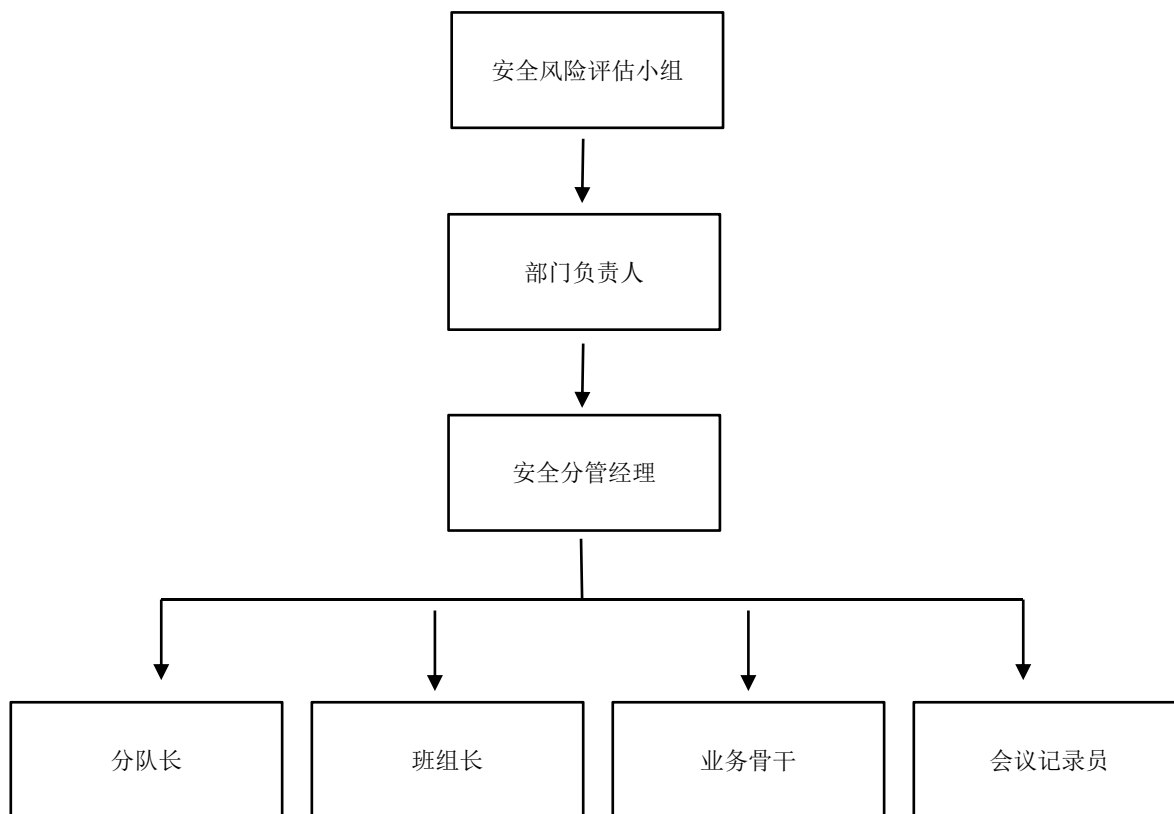 安全风险评估小组
部门负责人
安全分管经理
分队长
班组长
业务骨干
会议记录员